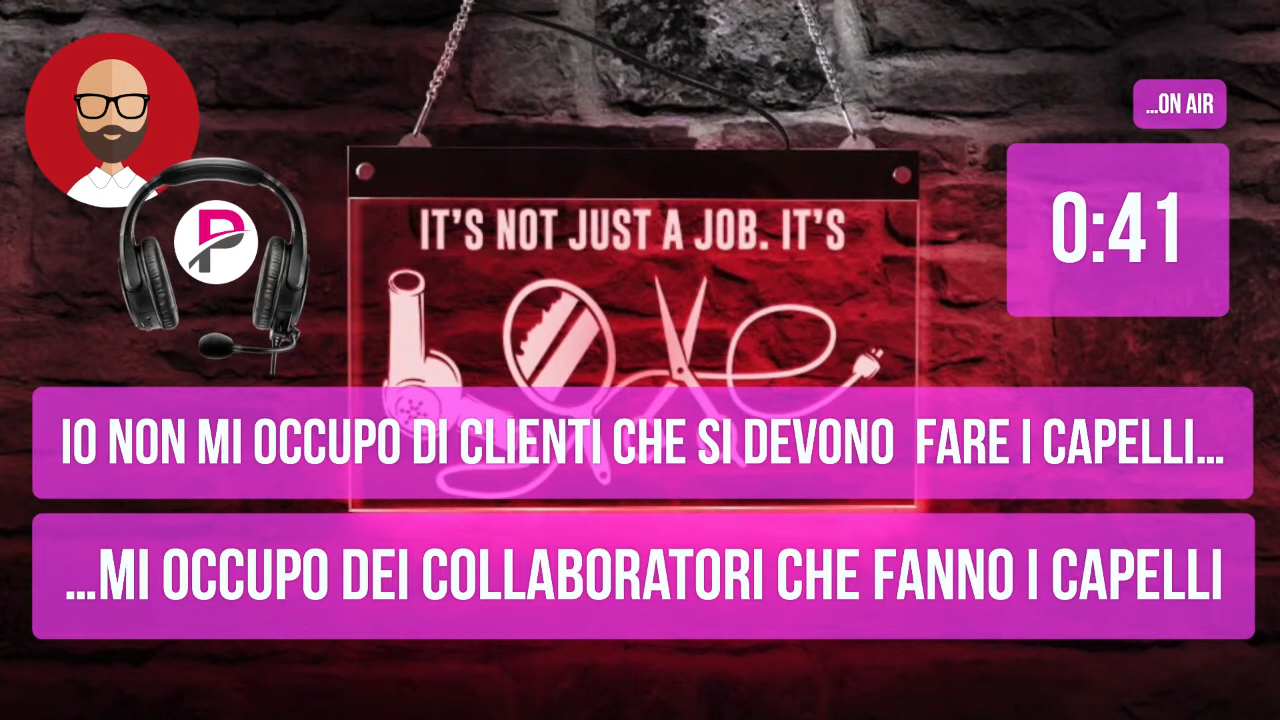 ...ON AIR
0:41
IT'S NOT JUST A JOB. IT'S
LOVE
IO NON MI OCCUPO DI CLIENTI CHE SI DEVONO FARE I CAPELLI...
...MI OCCUPO DEI COLLABORATORI CHE FANNO I CAPELLI